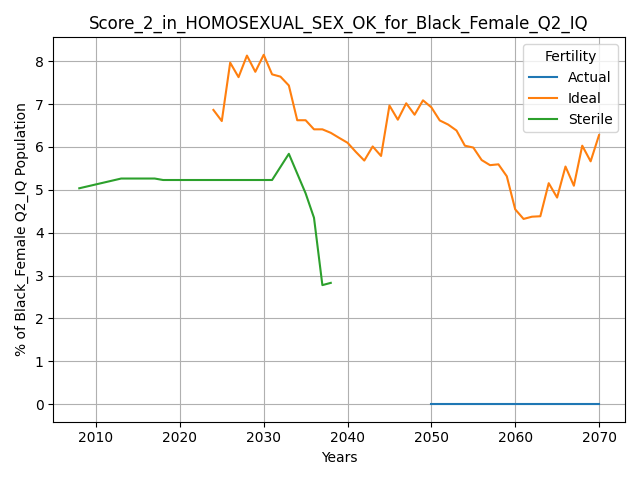 Score_2_in_HOMOSEXUAL_SEX_OK_for_Black_Female_Q2_IQ
Fertility
Actual
Ideal
Sterile
% of Black_Female Q2_IQ Population
8
7
6
5
4
3
2
1
0
2010 2020 2030 2040 2050 2060 2070
Years